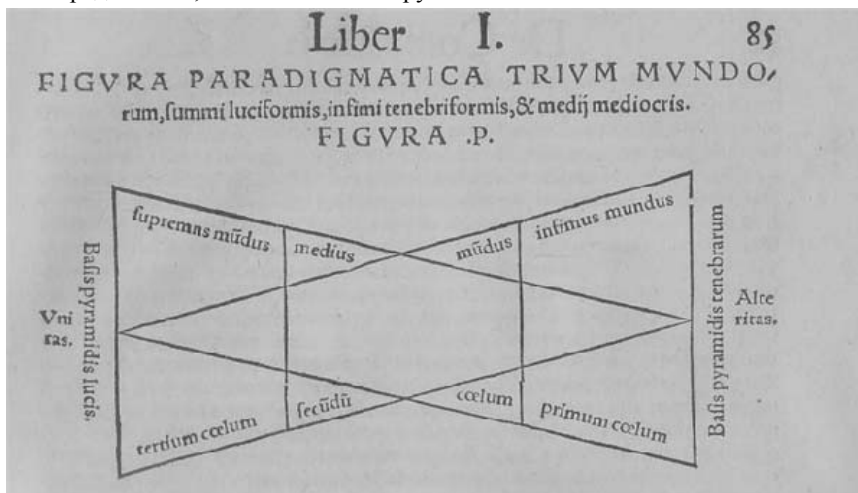 Liber I. 85
FIGVRA PARADIGMATICA TRIVM MVNDO,
rum, ſummi luciformis, infimi tenebriformis, & medij mediocris.
FIGVRA .P.
ſupremus mũdus
medius
mũdus
infimus mundus
Baſis pyramidis lucis.
Vni
tas.
Baſis pyramidis tenebrarum
Alte
ritas.
tertium cœlum
ſecũdũ
cœlum
primum cœlum